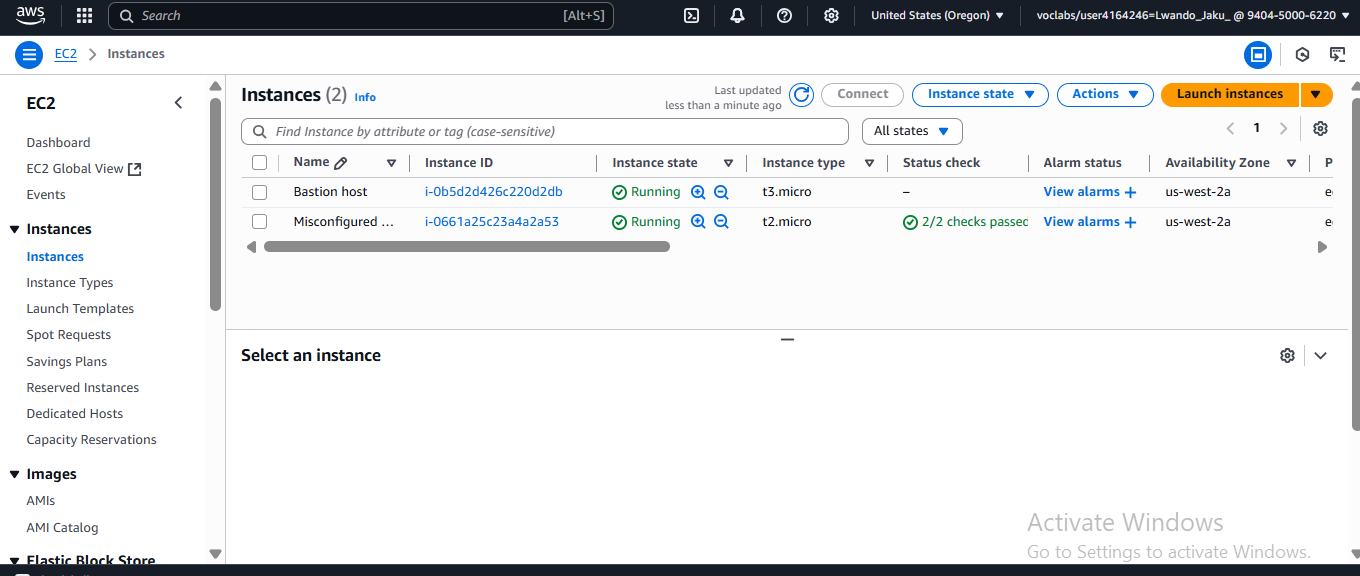 aws Search [Alt+S] United States (Oregon) voclabs/user4164246=Lwando_Jaku_ @ 9404-5000-6220
EC2 Instances
EC2
Dashboard
EC2 Global View
Events
Instances
Instances
Instance Types
Launch Templates
Spot Requests
Savings Plans
Reserved Instances
Dedicated Hosts
Capacity Reservations
Images
AMIs
AMI Catalog
Elastic Block Store
Instances (2) Info
Last updated
less than a minute ago
Connect Instance state Actions Launch instances
Find Instance by attribute or tag (case-sensitive) All states 1
Name Instance ID Instance state Instance type Status check Alarm status Availability Zone P
Bastion host i-0b5d2d426c220d2db Running t3.micro – View alarms + us-west-2a
Misconfigured ... i-0661a25c23a4a2a53 Running t2.micro 2/2 checks passed View alarms + us-west-2a
Select an instance
Activate Windows
Go to Settings to activate Windows.